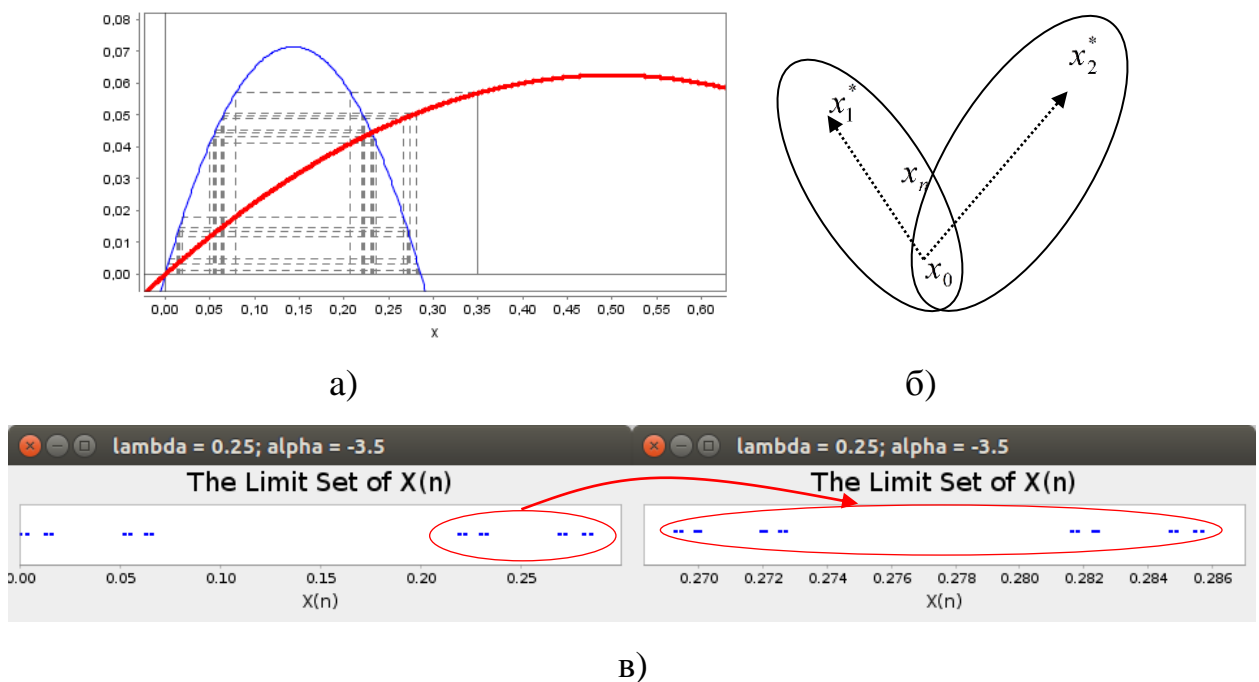 0,08
0,07
0,06
0,05
0,04
0,03
0,02
0,01
0,00
0,00 0,05 0,10 0,15 0,20 0,25 0,30 0,35 0,40 0,45 0,50 0,55 0,60
x
а)
x₁*
x₂*
xₙ
x₀
б)
lambda = 0.25; alpha = -3.5
The Limit Set of X(n)
0.00 0.05 0.10 0.15 0.20 0.25
X(n)
lambda = 0.25; alpha = -3.5
The Limit Set of X(n)
0.270 0.272 0.274 0.276 0.278 0.280 0.282 0.284 0.286
X(n)
в)